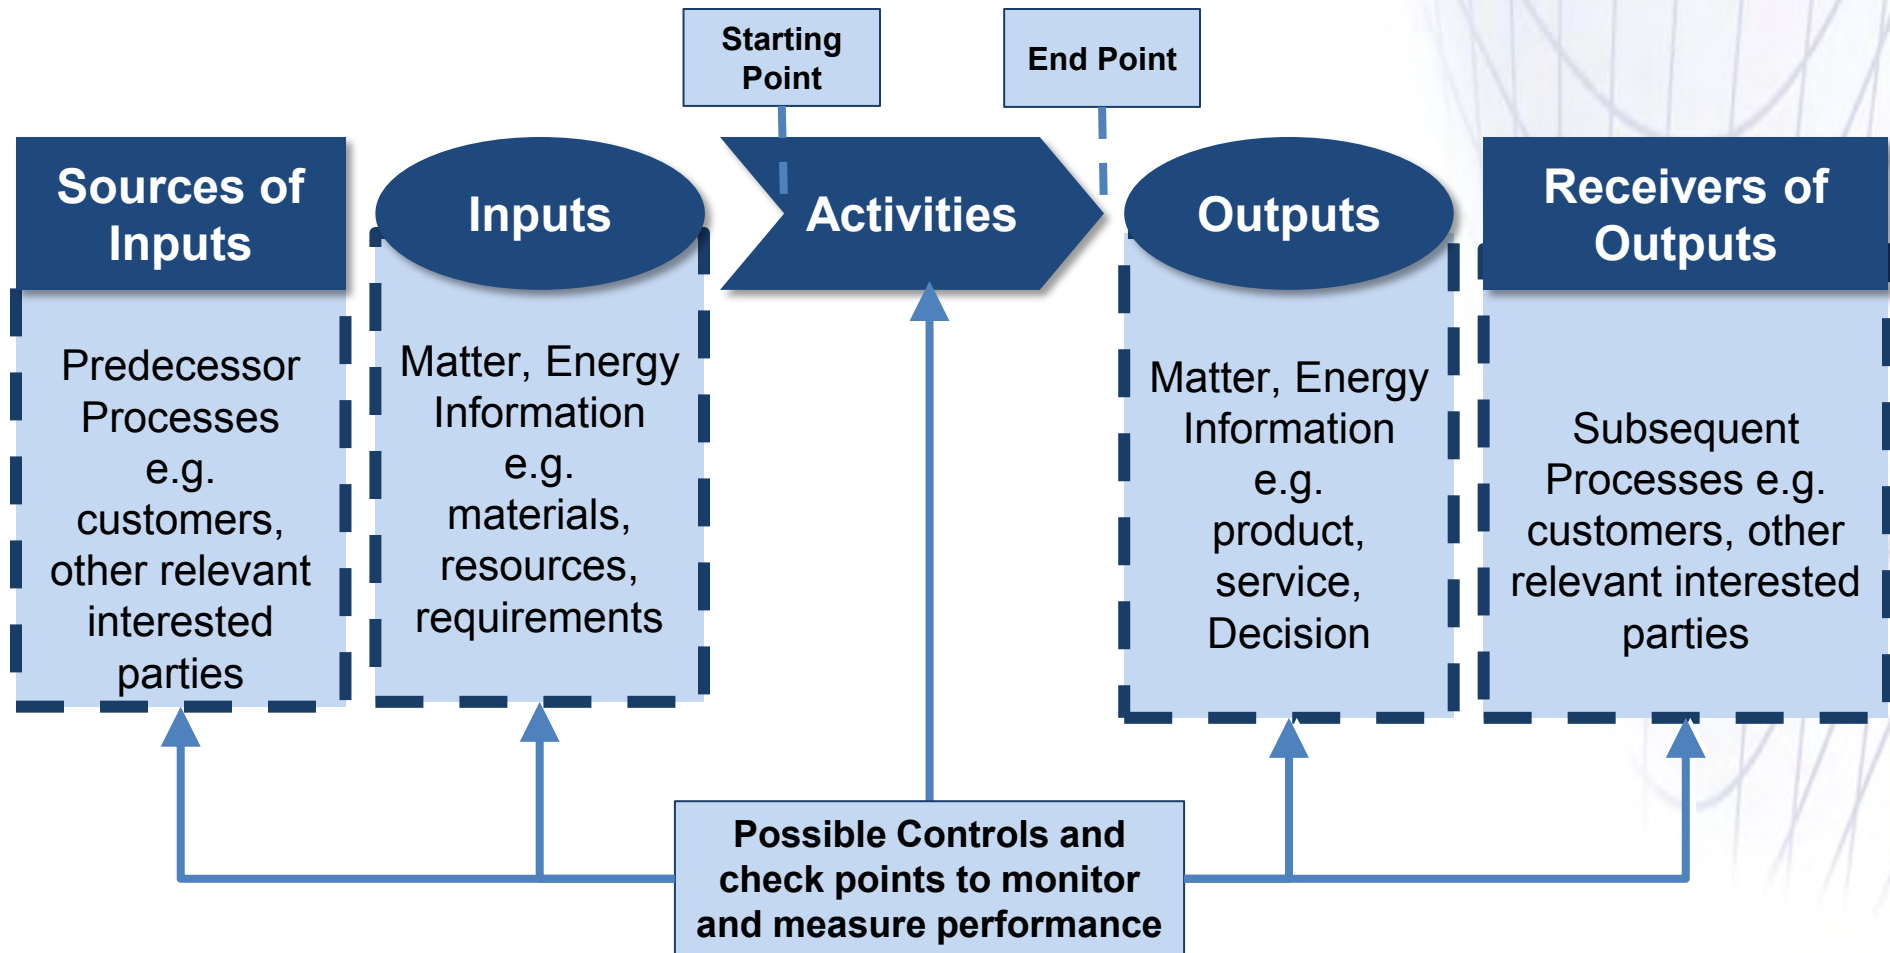 Starting
Point
End Point
Sources of
Inputs
Inputs
Activities
Outputs
Receivers of
Outputs
Predecessor
Processes
e.g.
customers,
other relevant
interested
parties
Matter, Energy
Information
e.g.
materials,
resources,
requirements
Matter, Energy
Information
e.g.
product,
service,
Decision
Subsequent
Processes e.g.
customers, other
relevant interested
parties
Possible Controls and
check points to monitor
and measure performance